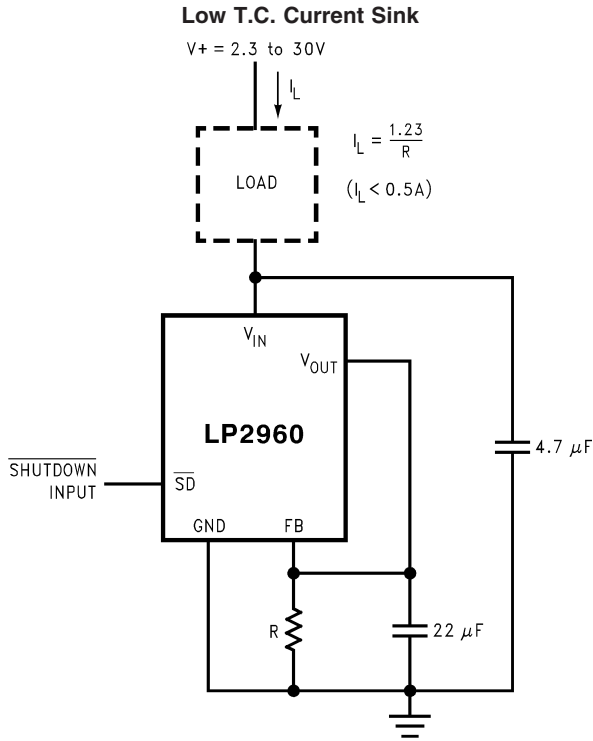 Low T.C. Current Sink
V+ = 2.3 to 30V
I_L
I_L = 1.23/R
LOAD
(I_L < 0.5A)
V_IN
V_OUT
LP2960
4.7 μF
SHUTDOWN
INPUT
SD
GND FB
R
22 μF